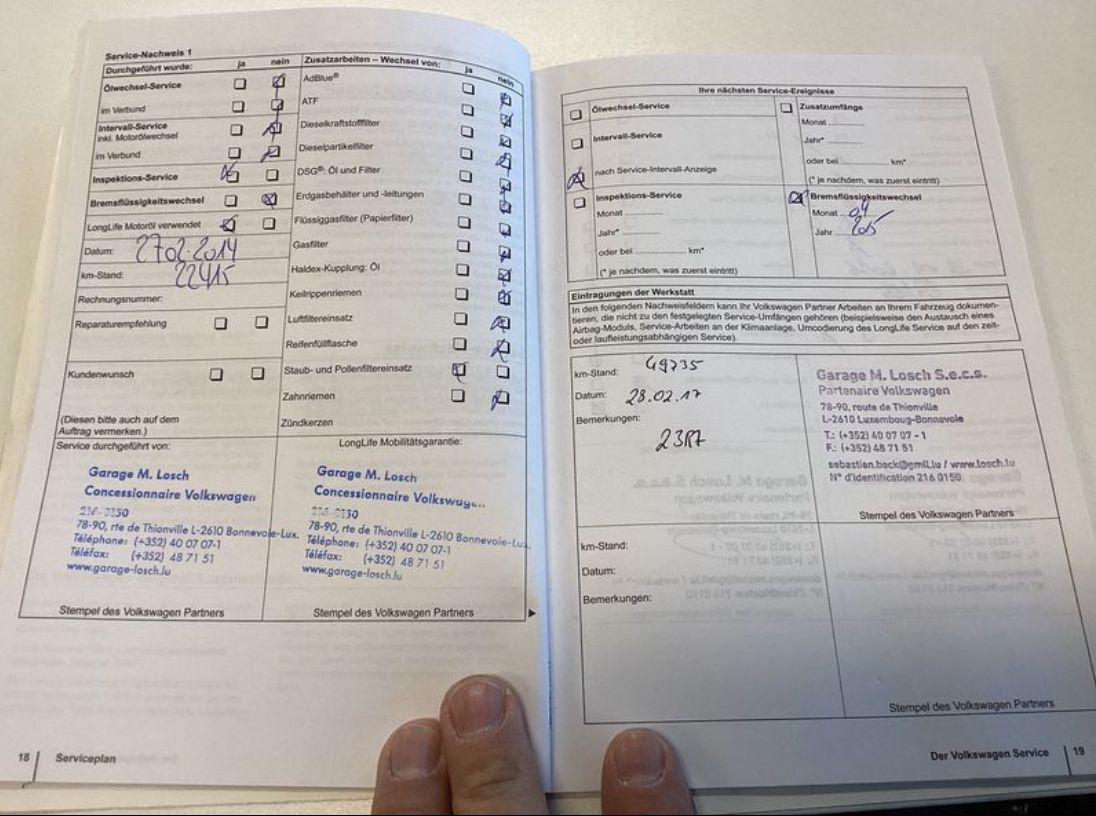 Service-Nachweis 1
Durchgeführt wurde: ja nein
Ölwechsel-Service
im Verbund
Intervall-Service
inkl. Motorölwechsel
im Verbund
Inspektions-Service
Bremsflüssigkeitswechsel
LongLife Motoröl verwendet
Datum: 2702.2014
km-Stand: 22415
Rechnungsnummer:
Reparaturempfehlung
Kundenwunsch
(Diesen bitte auch auf dem
Auftrag vermerken.)
Zusatzarbeiten – Wechsel von: ja nein
AdBlue®
ATF
Dieselkraftstofffilter
Dieselpartikelfilter
DSG®: Öl und Filter
Erdgasbehälter und -leitungen
Flüssiggasfilter (Papierfilter)
Gasfilter
Haldex-Kupplung: Öl
Keilrippenriemen
Luftfiltereinsatz
Reifenfüllflasche
Staub- und Pollenfiltereinsatz
Zahnriemen
Zündkerzen
Service durchgeführt von:
Garage M. Losch
Concessionnaire Volkswagen
78-90, rte de Thionville L-2610 Bonnevoie-Lux.
Téléphone: (+352) 40 07 07-1
Téléfax: (+352) 48 71 51
www.garage-losch.lu
Stempel des Volkswagen Partners
LongLife Mobilitätsgarantie:
Garage M. Losch
Concessionnaire Volkswagen
78-90, rte de Thionville L-2610 Bonnevoie-Lux.
Téléphone: (+352) 40 07 07-1
Téléfax: (+352) 48 71 51
www.garage-losch.lu
Stempel des Volkswagen Partners
18 Serviceplan
Ihre nächsten Service-Ereignisse
Ölwechsel-Service
Intervall-Service
nach Service-Intervall-Anzeige
Inspektions-Service
Monat
Jahr*
oder bei km*
(* je nachdem, was zuerst eintritt)
Zusatzumfänge
Monat
Jahr*
oder bei km*
(* je nachdem, was zuerst eintritt)
Bremsflüssigkeitswechsel
Monat 04
Jahr
Eintragungen der Werkstatt
In den folgenden Nachweisfeldern kann Ihr Volkswagen Partner Arbeiten an Ihrem Fahrzeug dokumen-
tieren, die nicht zu den festgelegten Service-Umfängen gehören (beispielsweise den Austausch eines
Airbag-Moduls, Service-Arbeiten an der Klimaanlage, Umcodierung des LongLife Service auf den zeit-
oder laufleistungsabhängigen Service).
km-Stand: 49735
Datum: 28.02.17
Bemerkungen:
23R7
Garage M. Losch S.e.c.s.
Partenaire Volkswagen
78-90, route de Thionville
L-2610 Luxembourg-Bonnevoie
T.: (+352) 40 07 07 - 1
F.: (+352) 48 71 51
sebastien.beck@gmll.lu / www.losch.lu
N° d'identification 216 0150
Stempel des Volkswagen Partners
km-Stand:
Datum:
Bemerkungen:
Stempel des Volkswagen Partners
Der Volkswagen Service 19